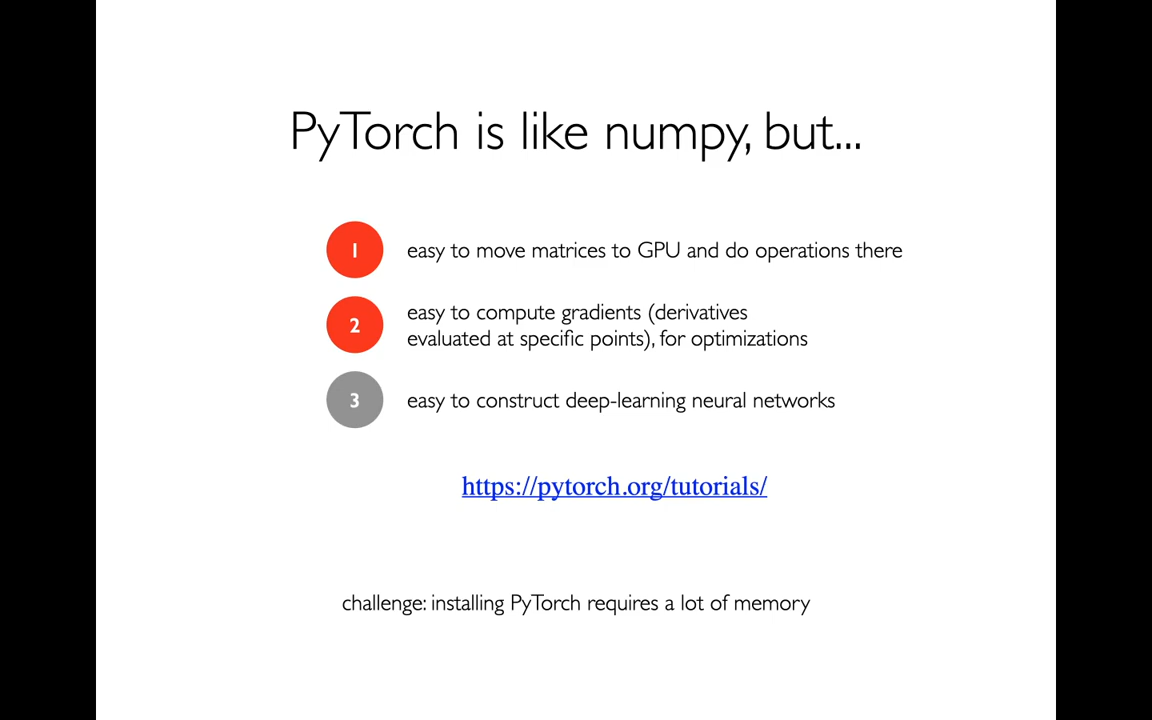 PyTorch is like numpy, but...
1 easy to move matrices to GPU and do operations there
2 easy to compute gradients (derivatives
evaluated at specific points), for optimizations
3 easy to construct deep-learning neural networks
https://pytorch.org/tutorials/
challenge: installing PyTorch requires a lot of memory